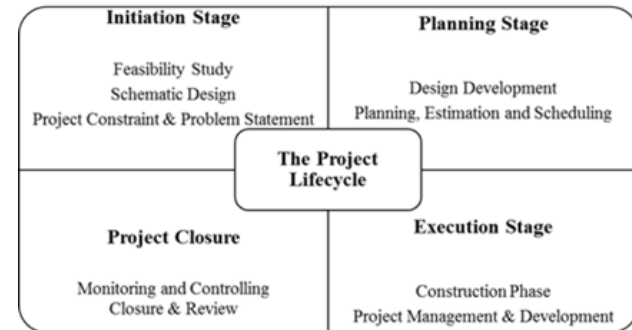 Initiation Stage
Feasibility Study
Schematic Design
Project Constraint & Problem Statement
Planning Stage
Design Development
Planning, Estimation and Scheduling
The Project
Lifecycle
Project Closure
Monitoring and Controlling
Closure & Review
Execution Stage
Construction Phase
Project Management & Development